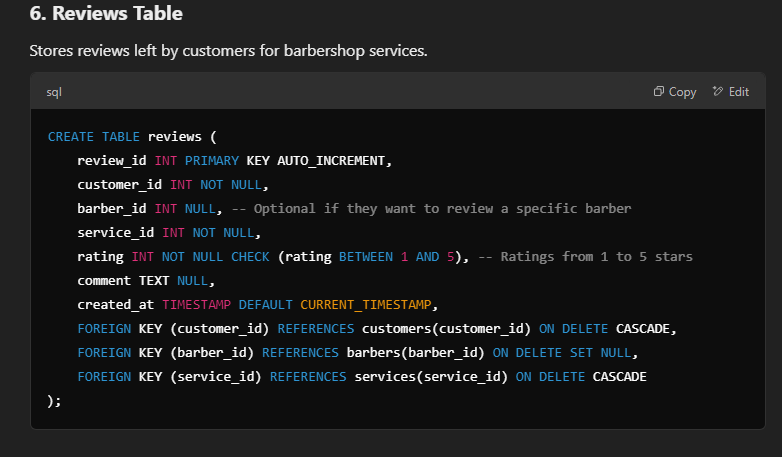 6. Reviews Table
Stores reviews left by customers for barbershop services.
sql
Copy
Edit
CREATE TABLE reviews (
    review_id INT PRIMARY KEY AUTO_INCREMENT,
    customer_id INT NOT NULL,
    barber_id INT NULL, -- Optional if they want to review a specific barber
    service_id INT NOT NULL,
    rating INT NOT NULL CHECK (rating BETWEEN 1 AND 5), -- Ratings from 1 to 5 stars
    comment TEXT NULL,
    created_at TIMESTAMP DEFAULT CURRENT_TIMESTAMP,
    FOREIGN KEY (customer_id) REFERENCES customers(customer_id) ON DELETE CASCADE,
    FOREIGN KEY (barber_id) REFERENCES barbers(barber_id) ON DELETE SET NULL,
    FOREIGN KEY (service_id) REFERENCES services(service_id) ON DELETE CASCADE
);